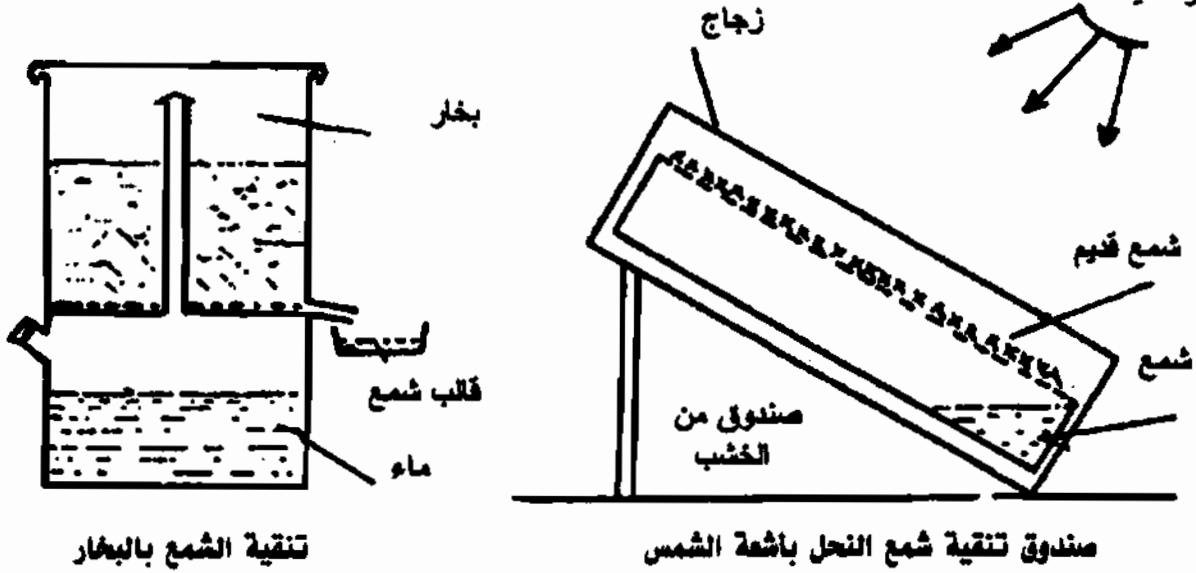 زجاج
بخار
شمع قديم
شمع
قالب شمع
صندوق من
الخشب
ماء
تنقية الشمع بالبخار
صندوق تنقية شمع النحل بأشعة الشمس